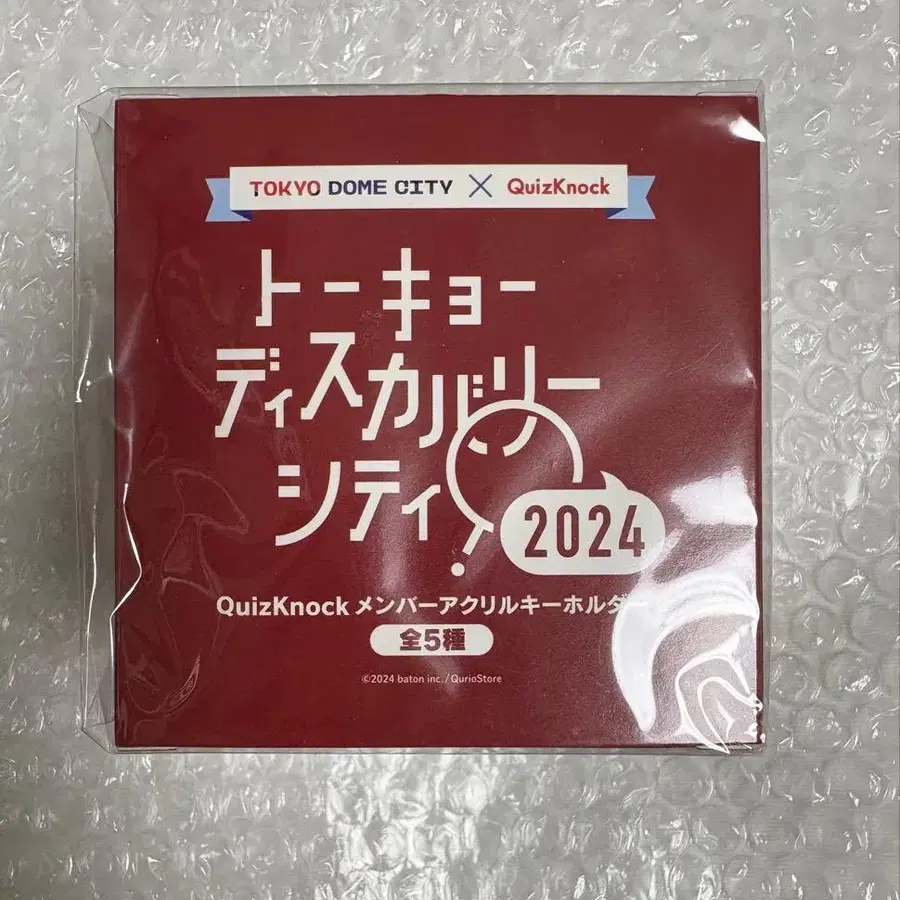 TOKYO DOME CITY × QuizKnock
トーキョー
ディスカバリー
シティ
2024
QuizKnock メンバーアクリルキーホルダー
全5種
©2024 baton inc./QurioStore